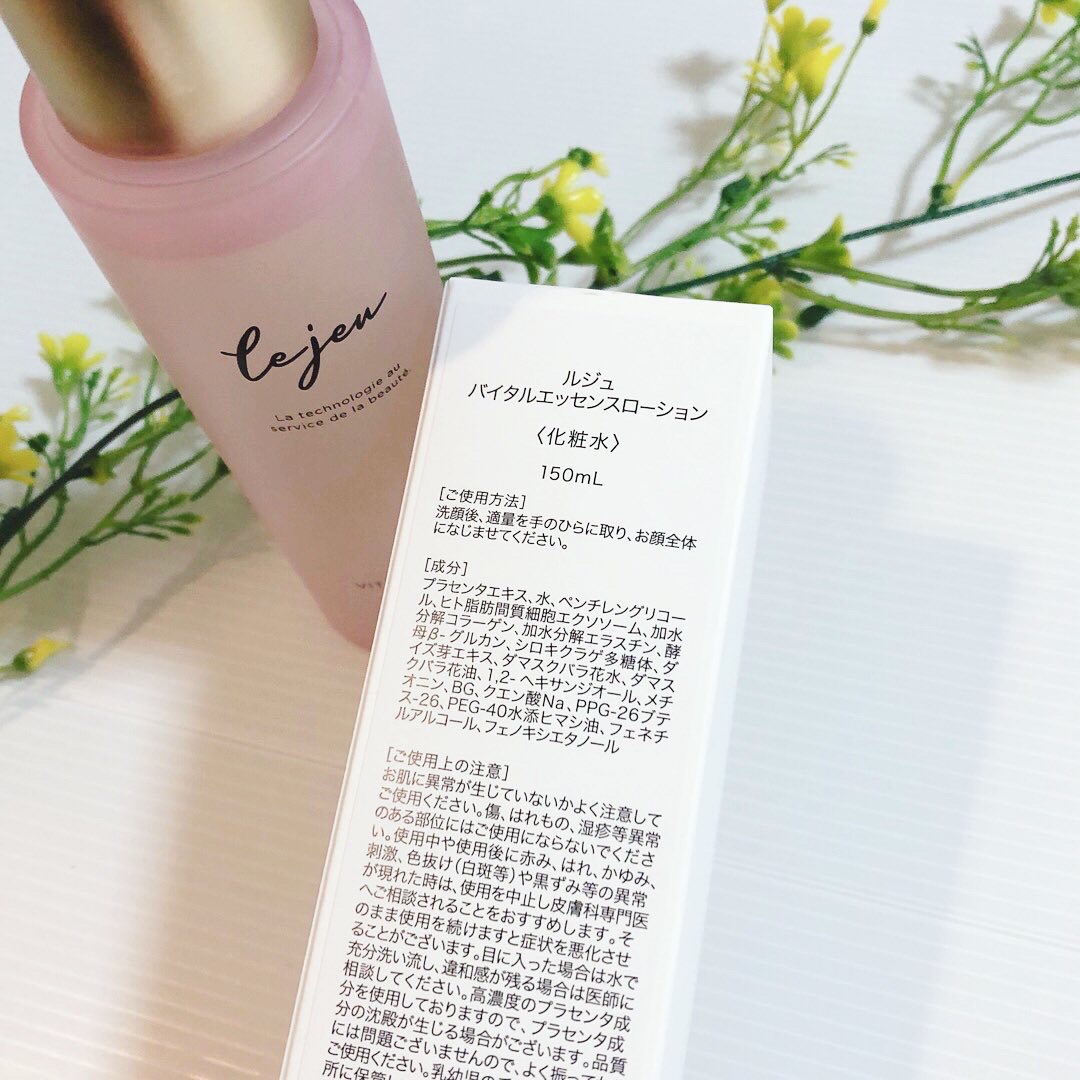 lejeu
La technologie au
service de la beauté.
ルジュ
バイタルエッセンスローション
〈化粧水〉
150mL
[ご使用方法]
洗顔後、適量を手のひらに取り、お顔全体
になじませてください。
[成分]
プラセンタエキス、水、ペンチレングリコー
ル、ヒト脂肪間質細胞エクソソーム、加水
分解コラーゲン、加水分解エラスチン、酵
母β-グルカン、シロキクラゲ多糖体、ダ
イズ芽エキス、ダマスクバラ花水、ダマス
クバラ花油、1,2-ヘキサンジオール、メチ
オニン、BG、クエン酸Na、PPG-26ブテ
ス-26、PEG-40水添ヒマシ油、フェネチ
ルアルコール、フェノキシエタノール
[ご使用上の注意]
お肌に異常が生じていないかよく注意して
ご使用ください。傷、はれもの、湿疹等異常
のある部位にはご使用にならないでくださ
い。使用中や使用後に赤み、はれ、かゆみ、
刺激、色抜け(白斑等)や黒ずみ等の異常
が現れた時は、使用を中止し皮膚科専門医
へご相談されることをおすすめします。そ
のまま使用を続けますと症状を悪化させ
ることがございます。目に入った場合は水で
充分洗い流し、違和感が残る場合は医師に
相談してください。高濃度のプラセンタ成
分を使用しておりますので、プラセンタ成
分の沈殿が生じる場合がございます。品質
には問題ございませんので、よく振って
ご使用ください。乳幼児の
所に保管し